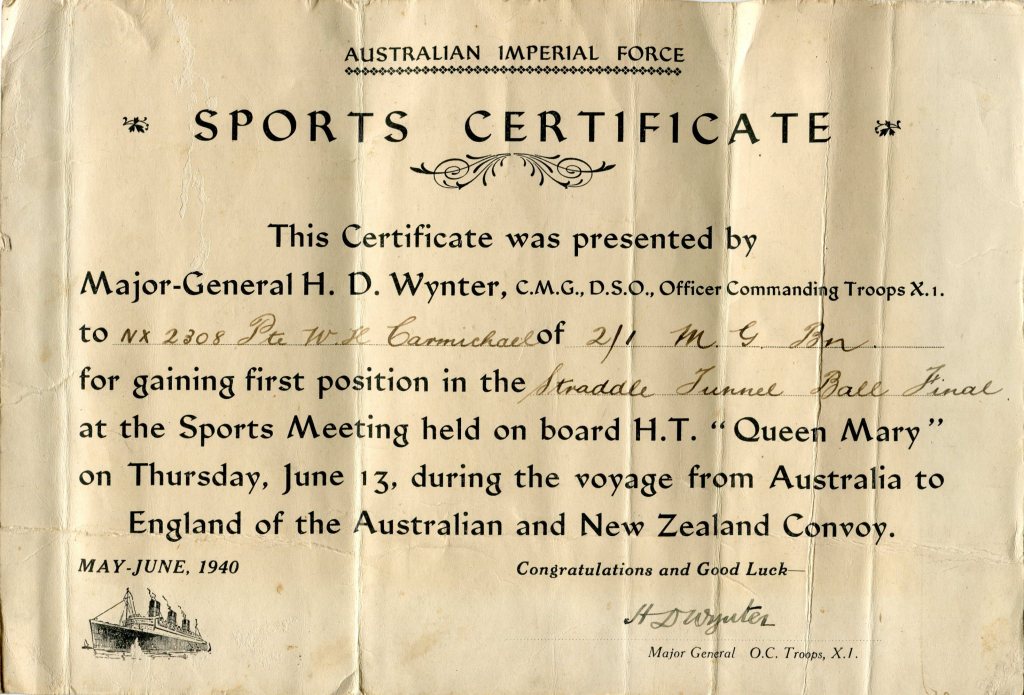 AUSTRALIAN IMPERIAL FORCE
SPORTS CERTIFICATE
This Certificate was presented by
Major-General H. D. Wynter, C.M.G., D.S.O., Officer Commanding Troops X.1.
to NX 2308 Pte W. H Carmichael of 2/1 M. G. Bn.
for gaining first position in the Straddle Tunnel Ball Final
at the Sports Meeting held on board H.T. "Queen Mary"
on Thursday, June 13, during the voyage from Australia to
England of the Australian and New Zealand Convoy.
MAY-JUNE, 1940
Congratulations and Good Luck—
H D Wynter
Major General O.C. Troops, X.1.